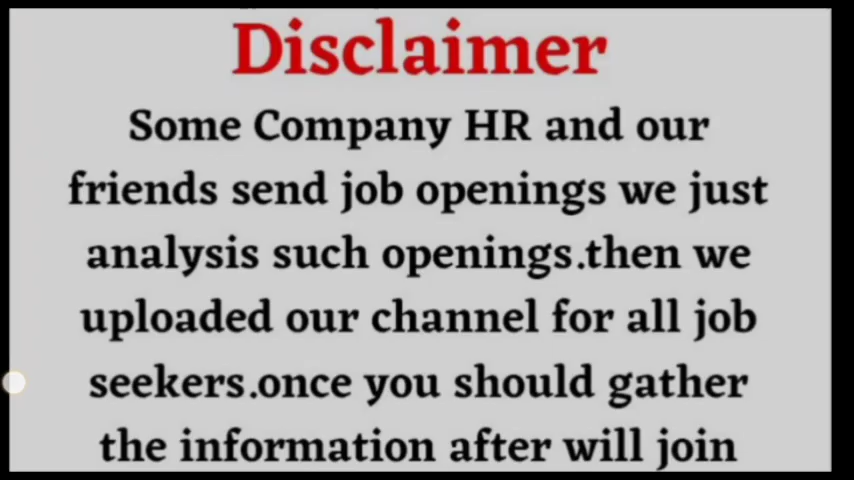 Disclaimer
Some Company HR and our
friends send job openings we just
analysis such openings.then we
uploaded our channel for all job
seekers.once you should gather
the information after will join